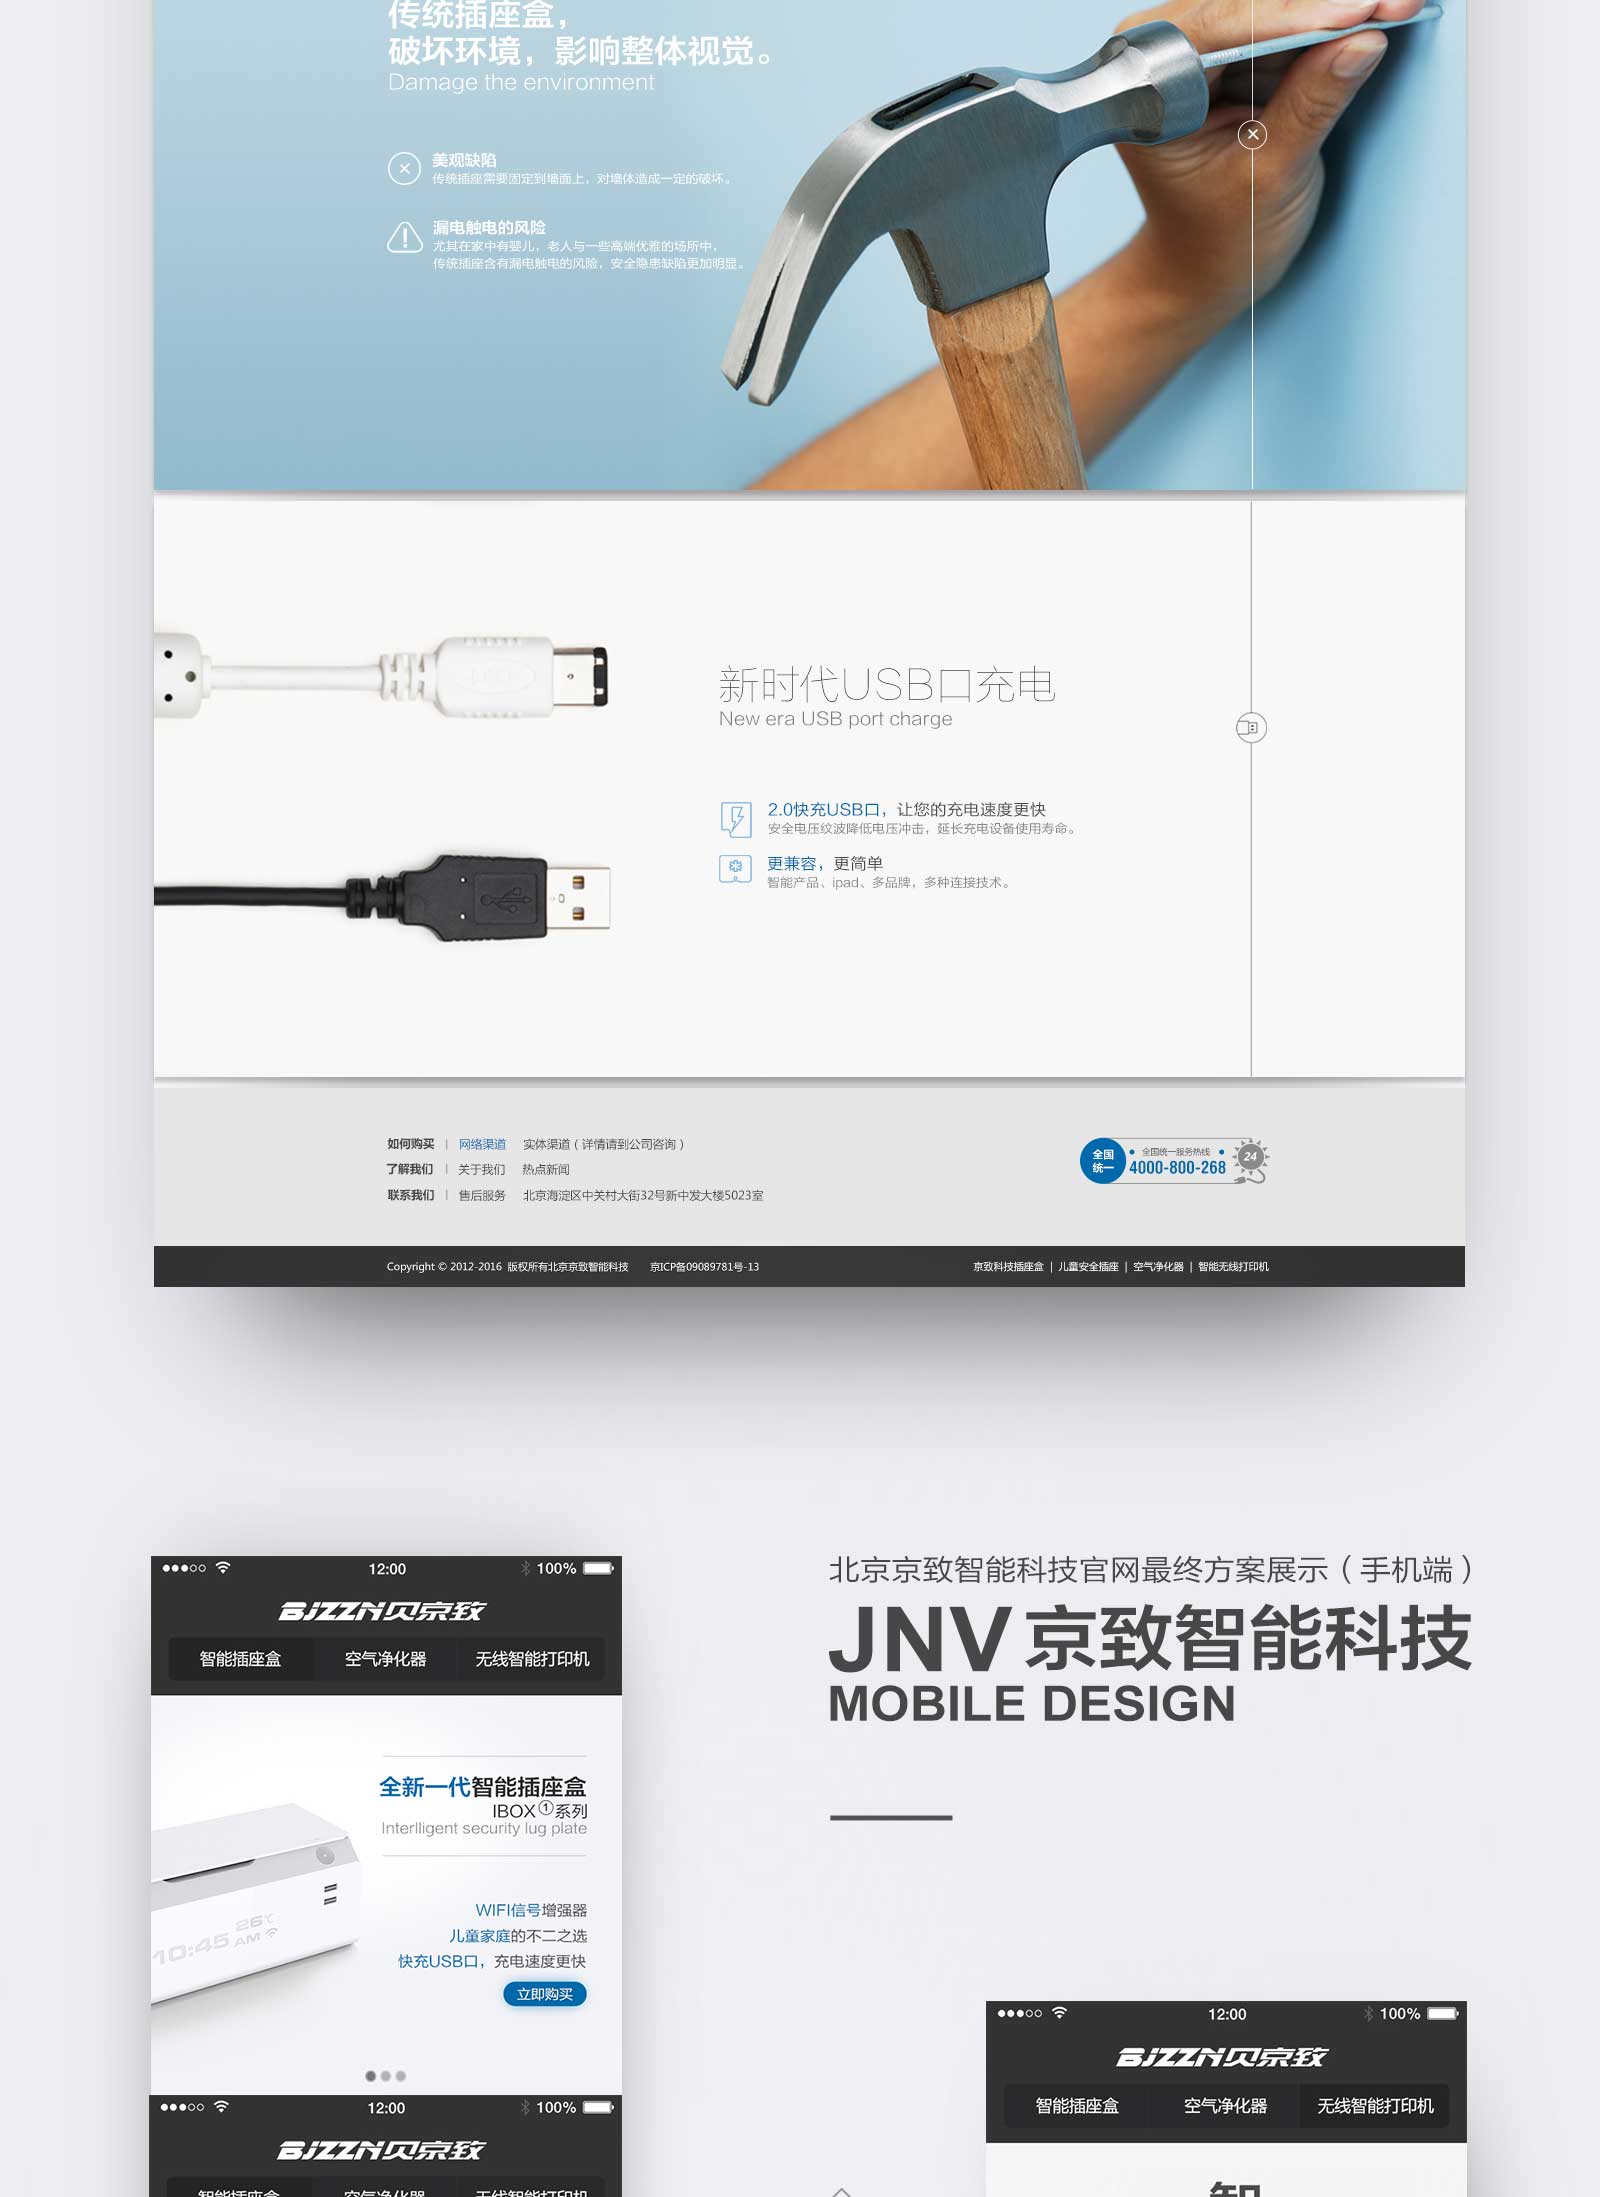 传统插座盒，
破坏环境，影响整体视觉。
Damage the environment
美观缺陷
传统插座需要固定到墙面上，对墙体造成一定的破坏。
漏电触电的风险
尤其在家中有婴儿，老人与一些高端优雅的场所中，
传统插座含有漏电触电的风险，安全隐患缺陷更加明显。
新时代USB口充电
New era USB port charge
2.0快充USB口，让您的充电速度更快
安全电压纹波降低电压冲击，延长充电设备使用寿命。
更兼容，更简单
智能产品、ipad、多品牌，多种连接技术。
如何购买 | 网络渠道 实体渠道（详情请到公司咨询）
了解我们 | 关于我们 热点新闻
联系我们 | 售后服务 北京海淀区中关村大街32号新中发大楼5023室
全国
统一
全国统一服务热线
4000-800-268
24
Copyright © 2012-2016 版权所有北京京致智能科技 京ICP备09089781号-13
京致科技插座盒 | 儿童安全插座 | 空气净化器 | 智能无线打印机
北京京致智能科技官网最终方案展示（手机端）
JNV京致智能科技
MOBILE DESIGN
12:00 100%
BJZZN贝京致
智能插座盒 空气净化器 无线智能打印机
全新一代智能插座盒
IBOX①系列
Interlligent security lug plate
WIFI信号增强器
儿童家庭的不二之选
快充USB口，充电速度更快
立即购买
26℃
10:45 AM
12:00 100%
BJZZN贝京致
智能插座盒 空气净化器 无线智能打印机
12:00 100%
BJZZN贝京致
智能插座盒 空气净化器 无线智能打印机